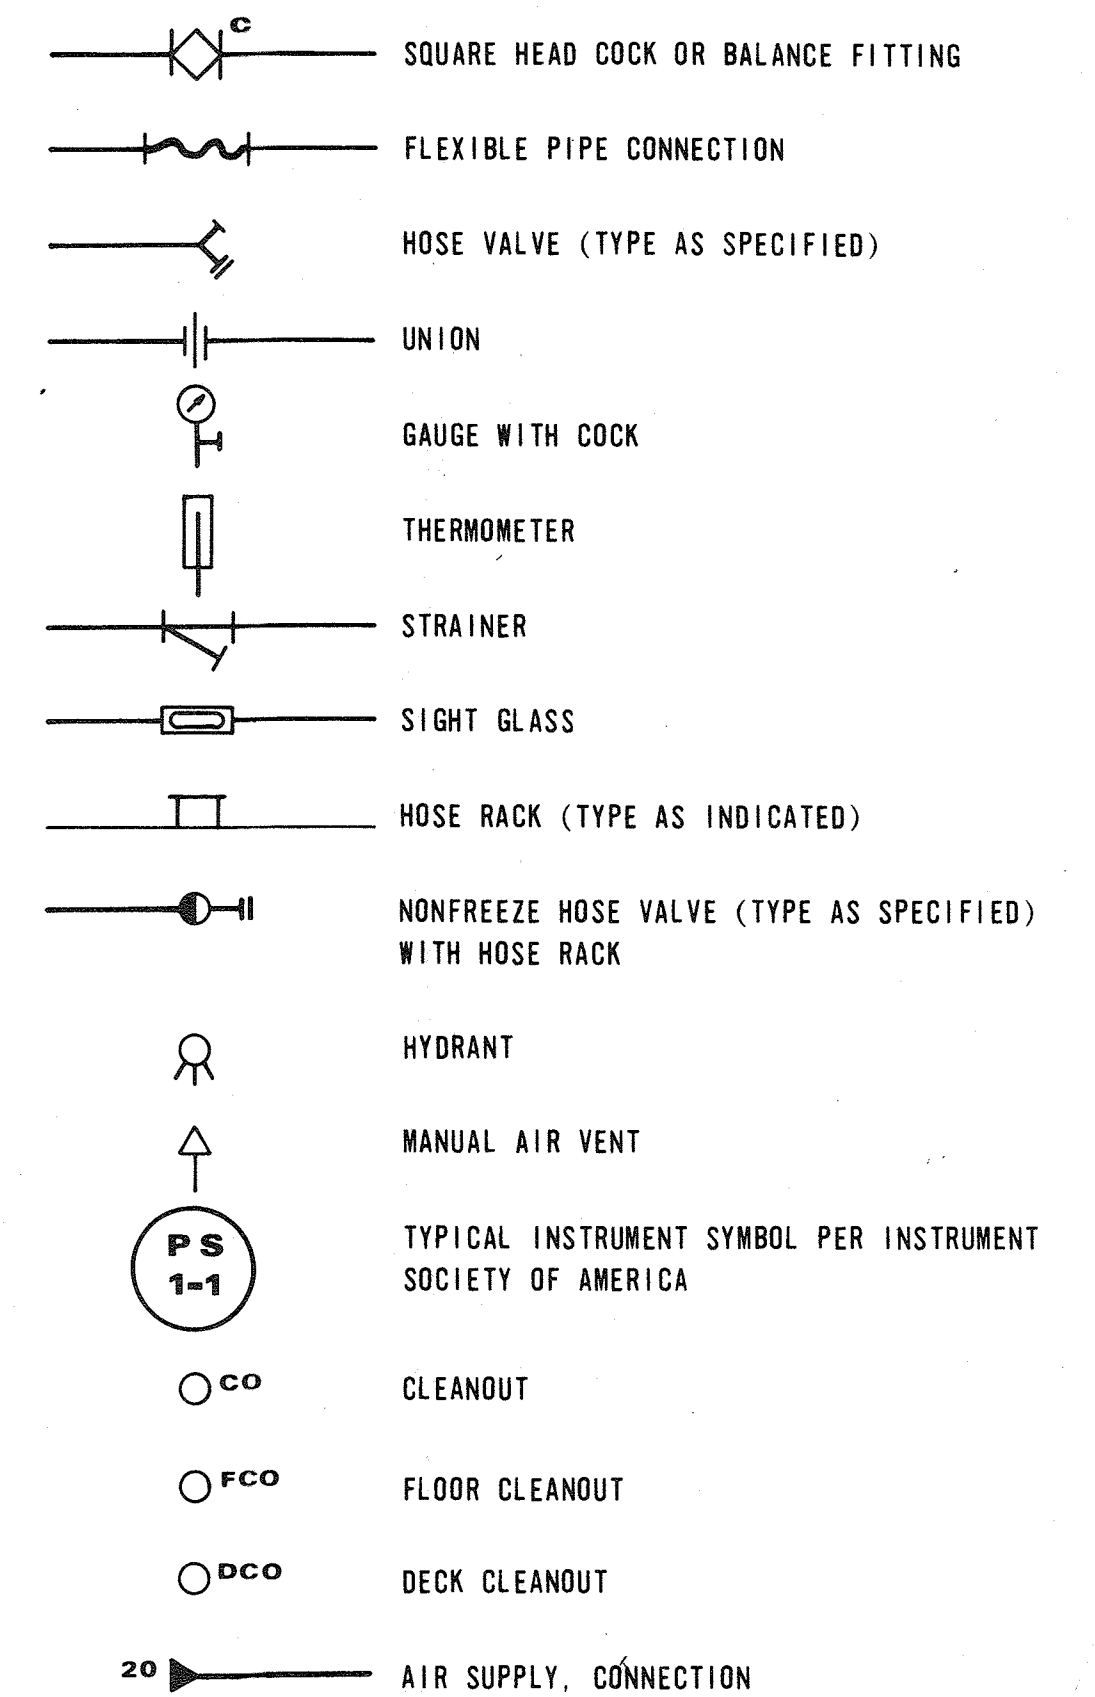 C
SQUARE HEAD COCK OR BALANCE FITTING
FLEXIBLE PIPE CONNECTION
HOSE VALVE (TYPE AS SPECIFIED)
UNION
GAUGE WITH COCK
THERMOMETER
STRAINER
SIGHT GLASS
HOSE RACK (TYPE AS INDICATED)
NONFREEZE HOSE VALVE (TYPE AS SPECIFIED)
WITH HOSE RACK
HYDRANT
MANUAL AIR VENT
PS
1-1
TYPICAL INSTRUMENT SYMBOL PER INSTRUMENT
SOCIETY OF AMERICA
CO CLEANOUT
FCO FLOOR CLEANOUT
DCO DECK CLEANOUT
20 AIR SUPPLY, CONNECTION